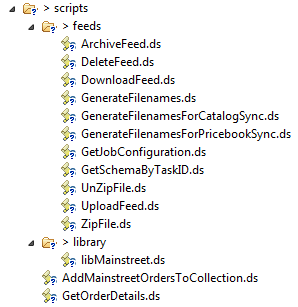 > scripts
> feeds
ArchiveFeed.ds
DeleteFeed.ds
DownloadFeed.ds
GenerateFilenames.ds
GenerateFilenamesForCatalogSync.ds
GenerateFilenamesForPricebookSync.ds
GetJobConfiguration.ds
GetSchemaByTaskID.ds
UnZipFile.ds
UploadFeed.ds
ZipFile.ds
> library
libMainstreet.ds
AddMainstreetOrdersToCollection.ds
GetOrderDetails.ds